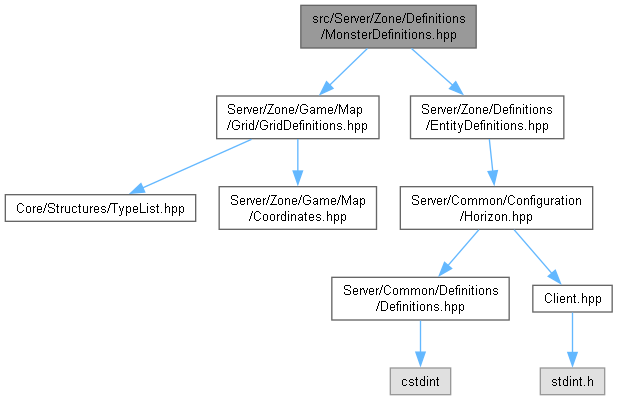 src/Server/Zone/Definitions
/MonsterDefinitions.hpp
Server/Zone/Game/Map
/Grid/GridDefinitions.hpp
Server/Zone/Definitions
/EntityDefinitions.hpp
Core/Structures/TypeList.hpp
Server/Zone/Game/Map
/Coordinates.hpp
Server/Common/Configuration
/Horizon.hpp
Server/Common/Definitions
/Definitions.hpp
Client.hpp
cstdint
stdint.h